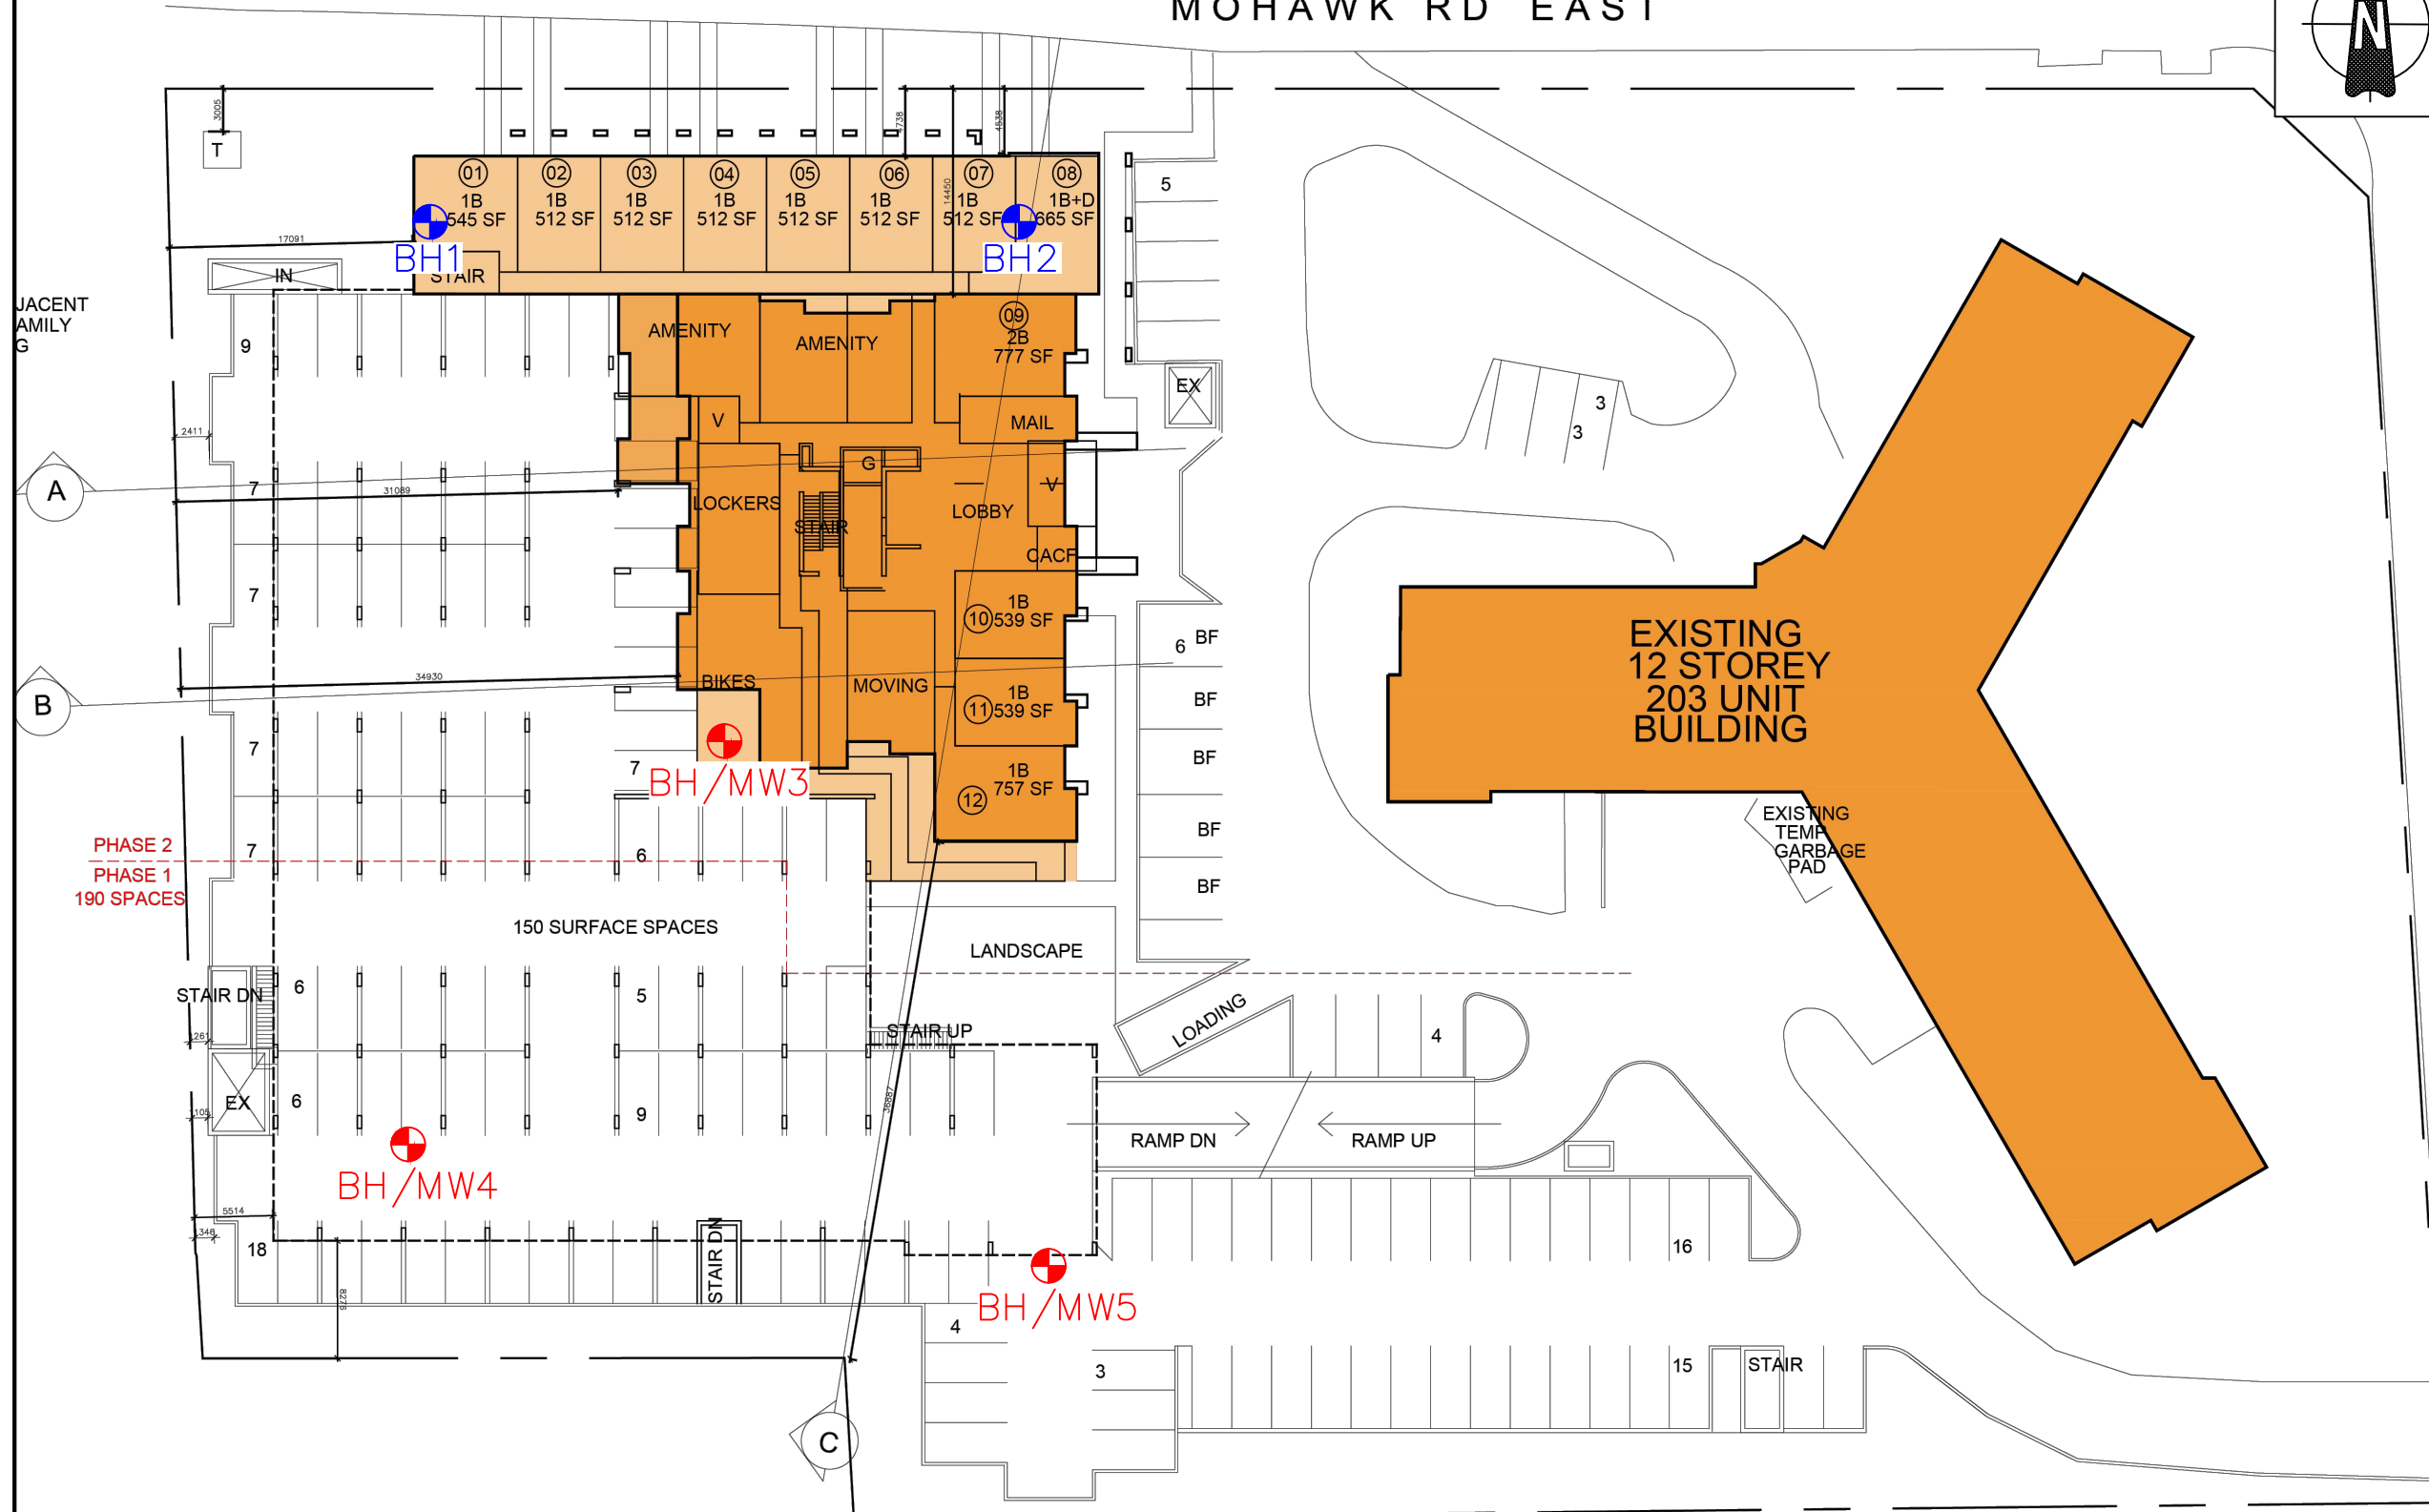 MOHAWK RD EAST
N
3005
T
4738
4538
14450
01
1B
545 SF
02
1B
512 SF
03
1B
512 SF
04
1B
512 SF
05
1B
512 SF
06
1B
512 SF
07
1B
512 SF
08
1B+D
665 SF
5
17091
BH1
BH2
IN
STAIR
JACENT
AMILY
G
9
AMENITY
AMENITY
09
2B
777 SF
EX
3
3
2411
V
MAIL
A
7
31089
G
LOCKERS
STAIR
LOBBY
V
CACF
7
10
1B
539 SF
6
BF
EXISTING
12 STOREY
203 UNIT
BUILDING
34930
B
BIKES
MOVING
11
1B
539 SF
BF
7
BF
7
BH/MW3
12
1B
757 SF
EXISTING
TEMP
GARBAGE
PAD
BF
PHASE 2
7
6
PHASE 1
190 SPACES
BF
150 SURFACE SPACES
LANDSCAPE
STAIR DN
6
5
LOADING
STAIR UP
4
1261
EX
6
9
36887
RAMP DN
RAMP UP
BH/MW4
5514
18
STAIR DN
16
BH/MW5
8276
4
3
15
STAIR
C